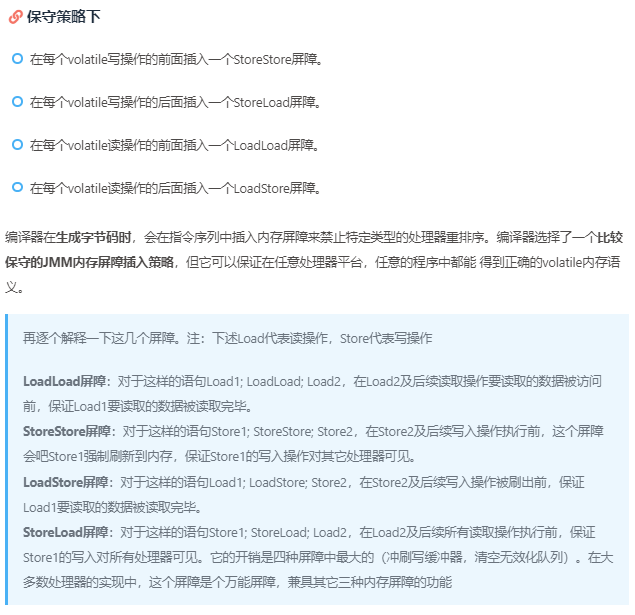 保守策略下
在每个volatile写操作的前面插入一个StoreStore屏障。
在每个volatile写操作的后面插入一个StoreLoad屏障。
在每个volatile读操作的前面插入一个LoadLoad屏障。
在每个volatile读操作的后面插入一个LoadStore屏障。
编译器在生成字节码时，会在指令序列中插入内存屏障来禁止特定类型的处理器重排序。编译器选择了一个比较
保守的JMM内存屏障插入策略，但它可以保证在任意处理器平台，任意的程序中都能 得到正确的volatile内存语
义。
再逐个解释一下这几个屏障。注：下述Load代表读操作，Store代表写操作
LoadLoad屏障：对于这样的语句Load1; LoadLoad; Load2，在Load2及后续读取操作要读取的数据被访问
前，保证Load1要读取的数据被读取完毕。
StoreStore屏障：对于这样的语句Store1; StoreStore; Store2，在Store2及后续写入操作执行前，这个屏障
会吧Store1强制刷新到内存，保证Store1的写入操作对其它处理器可见。
LoadStore屏障：对于这样的语句Load1; LoadStore; Store2，在Store2及后续写入操作被刷出前，保证
Load1要读取的数据被读取完毕。
StoreLoad屏障：对于这样的语句Store1; StoreLoad; Load2，在Load2及后续所有读取操作执行前，保证
Store1的写入对所有处理器可见。它的开销是四种屏障中最大的（冲刷写缓冲器，清空无效化队列）。在大
多数处理器的实现中，这个屏障是个万能屏障，兼具其它三种内存屏障的功能